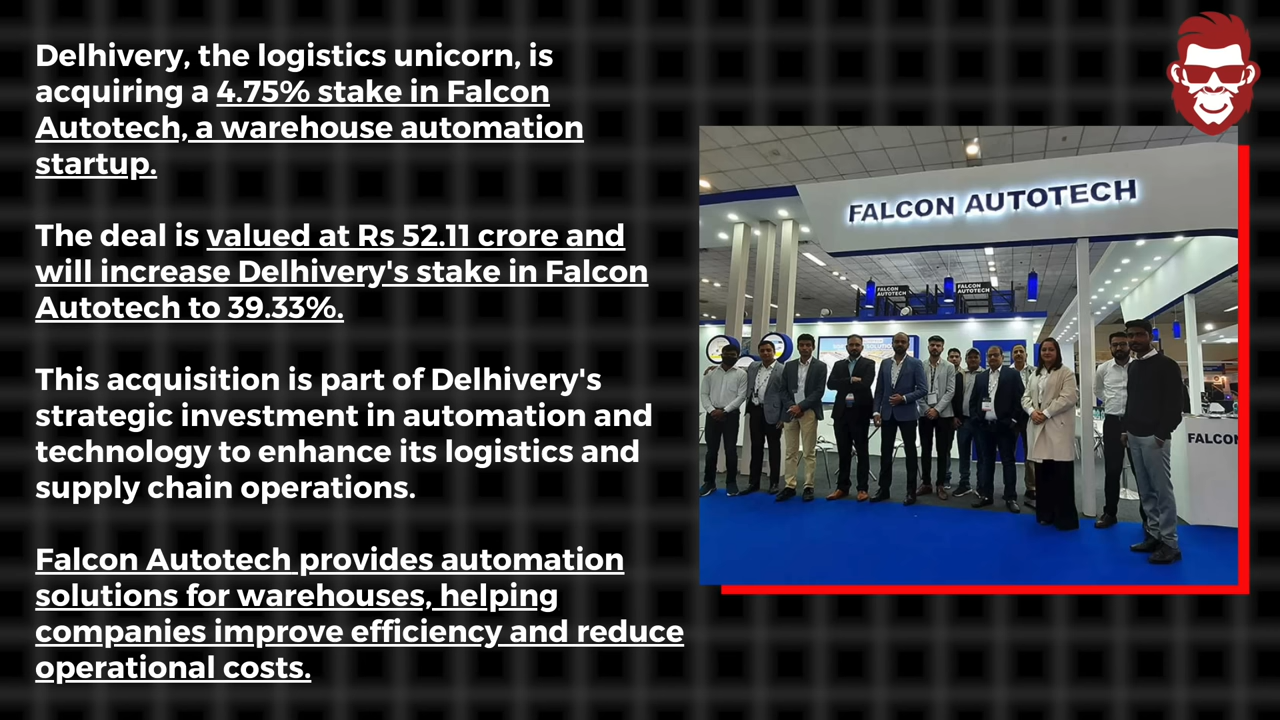 Delhivery, the logistics unicorn, is
acquiring a 4.75% stake in Falcon
Autotech, a warehouse automation
startup.
The deal is valued at Rs 52.11 crore and
will increase Delhivery's stake in Falcon
Autotech to 39.33%.
This acquisition is part of Delhivery's
strategic investment in automation and
technology to enhance its logistics and
supply chain operations.
Falcon Autotech provides automation
solutions for warehouses, helping
companies improve efficiency and reduce
operational costs.
FALCON AUTOTECH
FALCON
AUTOTECH
FALCON
AUTOTECH
FALCON